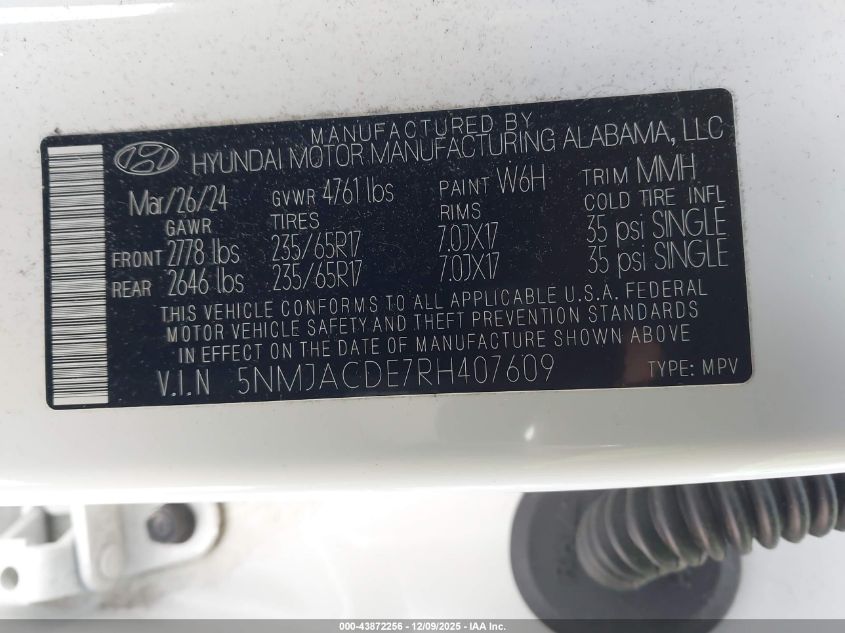 MANUFACTURED BY
HYUNDAI MOTOR MANUFACTURING ALABAMA, LLC
Mar/26/24 GVWR 4761 lbs PAINT W6H TRIM MMH
GAWR TIRES RIMS COLD TIRE INFL
FRONT 2778 lbs 235/65R17 7.0JX17 35 psi SINGLE
REAR 2646 lbs 235/65R17 7.0JX17 35 psi SINGLE
THIS VEHICLE CONFORMS TO ALL APPLICABLE U.S.A. FEDERAL
MOTOR VEHICLE SAFETY AND THEFT PREVENTION STANDARDS
IN EFFECT ON THE DATE OF MANUFACTURE SHOWN ABOVE
V.I.N 5NMJACDE7RH407609 TYPE: MPV
000-43872256 - 12/09/2025 - IAA Inc.